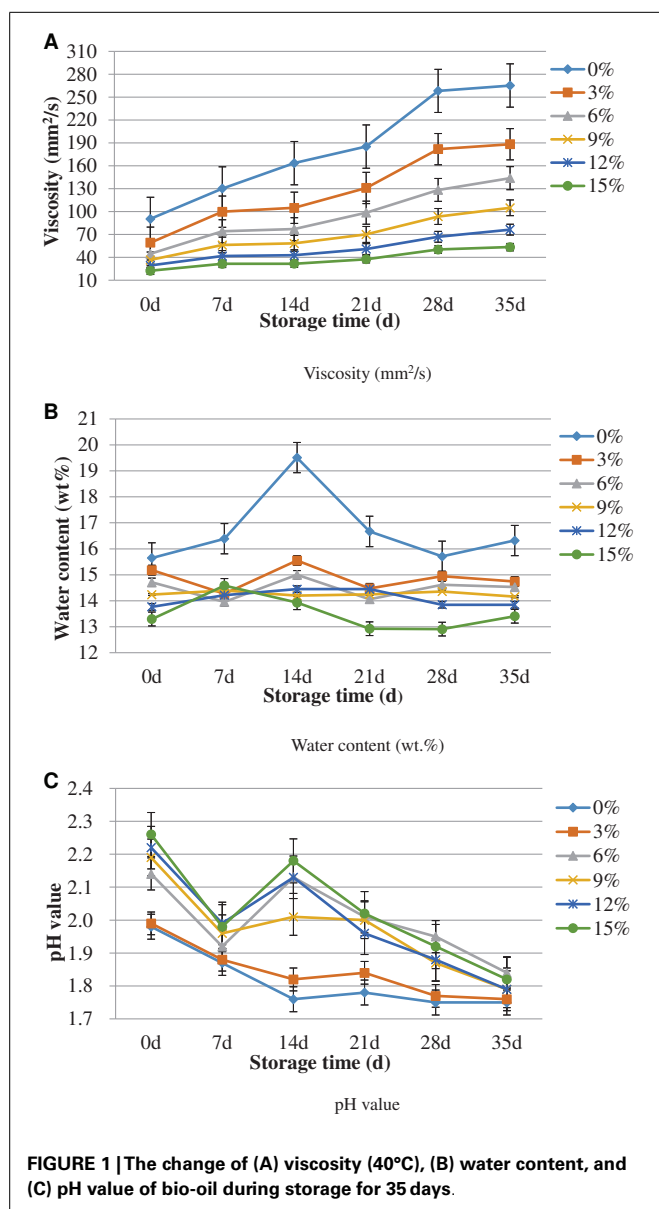 A
310
280
250
220
190
160
130
100
70
40
10
Viscosity (mm²/s)
0d 7d 14d 21d 28d 35d
Storage time (d)
0%
3%
6%
9%
12%
15%
Viscosity (mm²/s)
B
21
20
19
18
17
16
15
14
13
12
Water content (wt%)
0d 7d 14d 21d 28d 35d
Storage time (d)
0%
3%
6%
9%
12%
15%
Water content (wt.%)
C
2.4
2.3
2.2
2.1
2.0
1.9
1.8
1.7
pH value
0d 7d 14d 21d 28d 35d
Storage time (d)
0%
3%
6%
9%
12%
15%
pH value
FIGURE 1 | The change of (A) viscosity (40°C), (B) water content, and
(C) pH value of bio-oil during storage for 35 days.